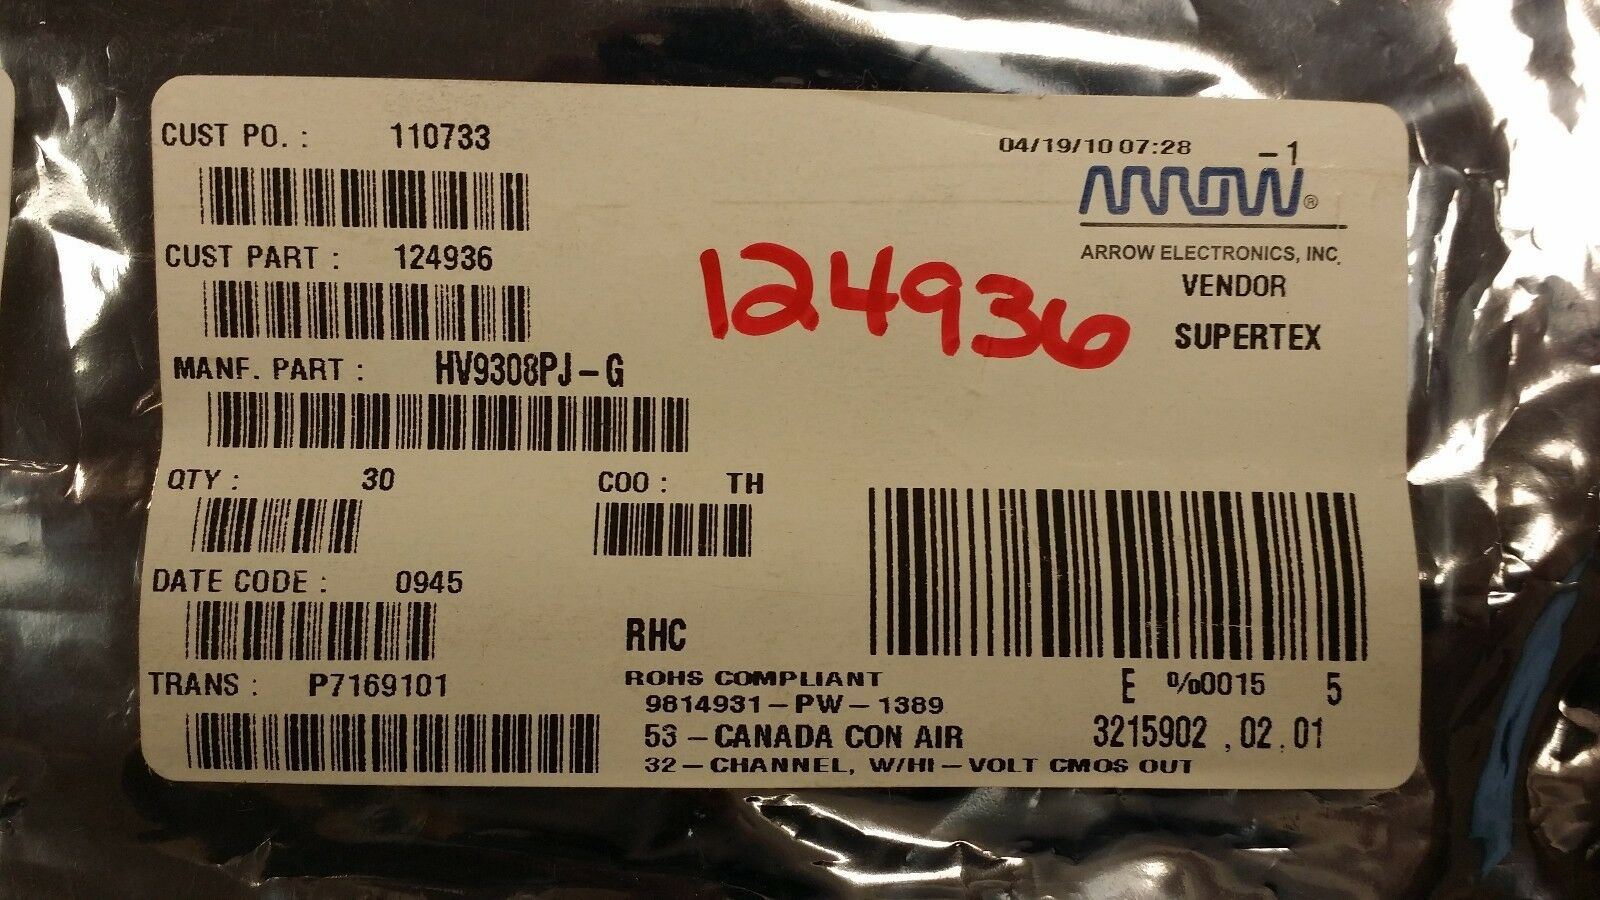 CUST PO. : 110733
04/19/10 07:28 -1
ARROW®
ARROW ELECTRONICS, INC.
CUST PART : 124936
124936
VENDOR
SUPERTEX
MANF. PART : HV9308PJ-G
QTY : 30 COO : TH
DATE CODE : 0945
RHC
TRANS : P7169101
ROHS COMPLIANT
9814931-PW-1389
53-CANADA CON AIR
32-CHANNEL, W/HI-VOLT CMOS OUT
E %0015 5
3215902 , 02 , 01